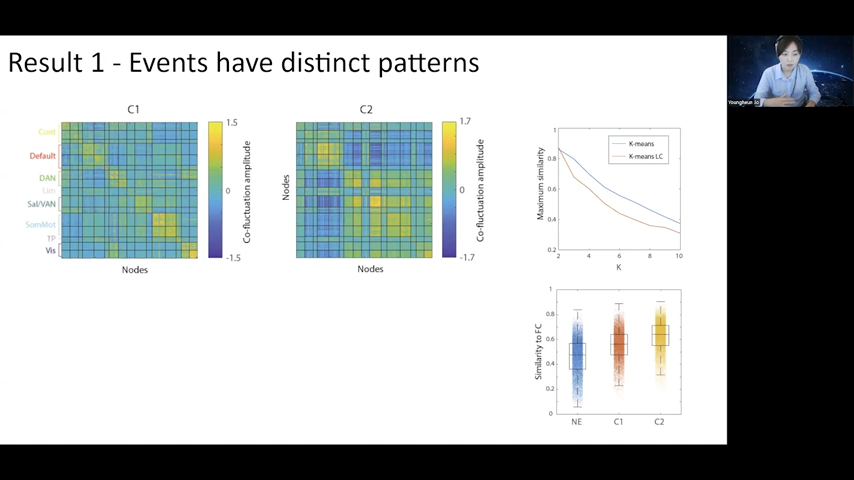 Result 1 - Events have distinct patterns
Youngheun Jo
C1
Cont
Default
DAN
Lim
Sal/VAN
SomMot
TP
Vis
Nodes
1.5
0
-1.5
Co-fluctuation amplitude
C2
Nodes
Nodes
1.7
0
-1.7
Co-fluctuation amplitude
Maximum similarity
1
0.8
0.6
0.4
0.2
K-means
K-means LC
2 4 6 8 10
K
Similarity to FC
1
0.8
0.6
0.4
0.2
0
NE C1 C2